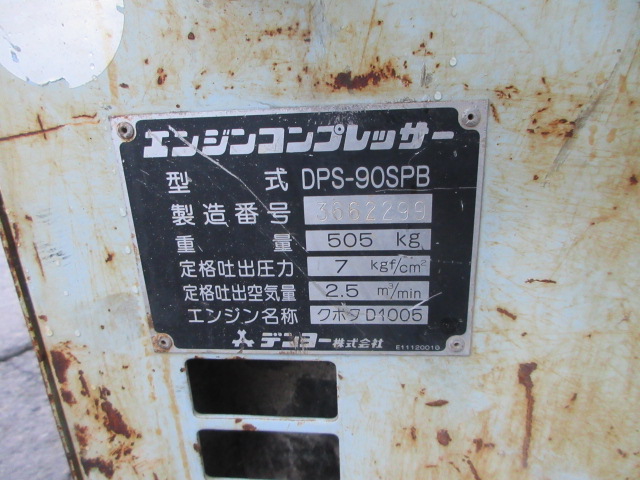 エンジンコンプレッサー
型 式 DPS-90SPB
製造番号 3662299
重 量 505 kg
定格吐出圧力 7 kgf/cm²
定格吐出空気量 2.5 m³/min
エンジン名称 クボタD1005
デンヨー株式会社 E11120010